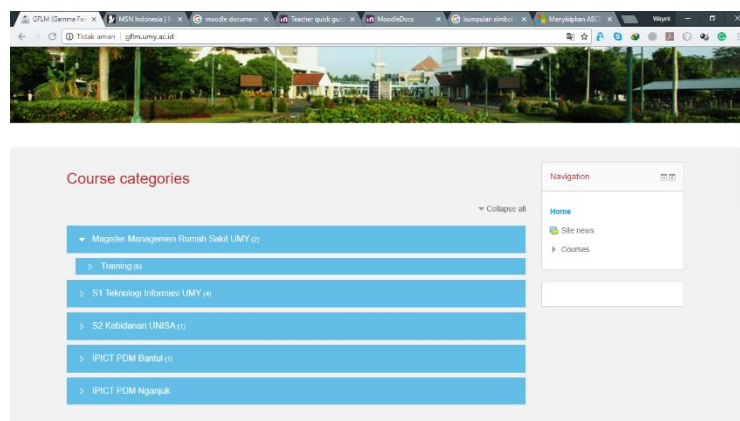 GFLM (Gamma Fer
MSN Indonesia |
moodle document
Teacher quick gui
MoodleDocs
kumpulan simbol
Menyisipkan ASCI
Wayek
Tidak aman | gflm.umy.ac.id
Course categories
Collapse all
Magister Managemen Rumah Sakit UMY (2)
Training (6)
S1 Teknologi Informasi UMY (4)
S2 Kebidanan UNISA (1)
IPICT PDM Bantul (1)
IPICT PDM Nganjuk
Navigation
Home
Site news
Courses